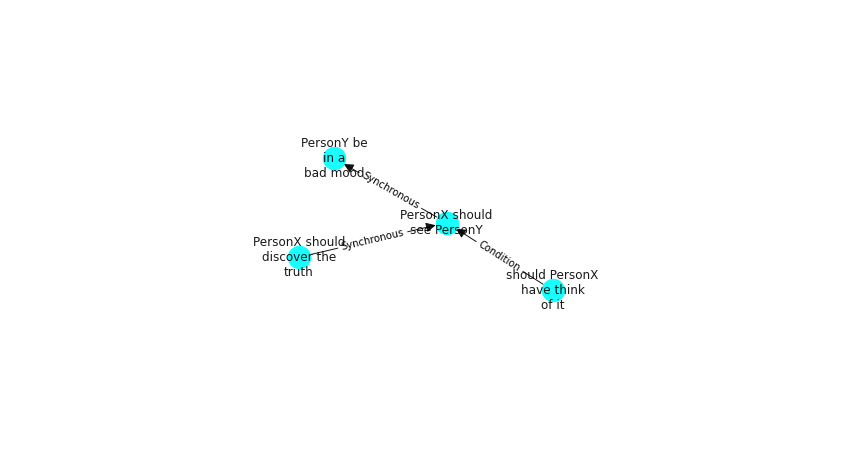 PersonY be
in a
bad mood
Synchronous
PersonX should
see PersonY
PersonX should
discover the
truth
Synchronous
Condition
should PersonX
have think
of it